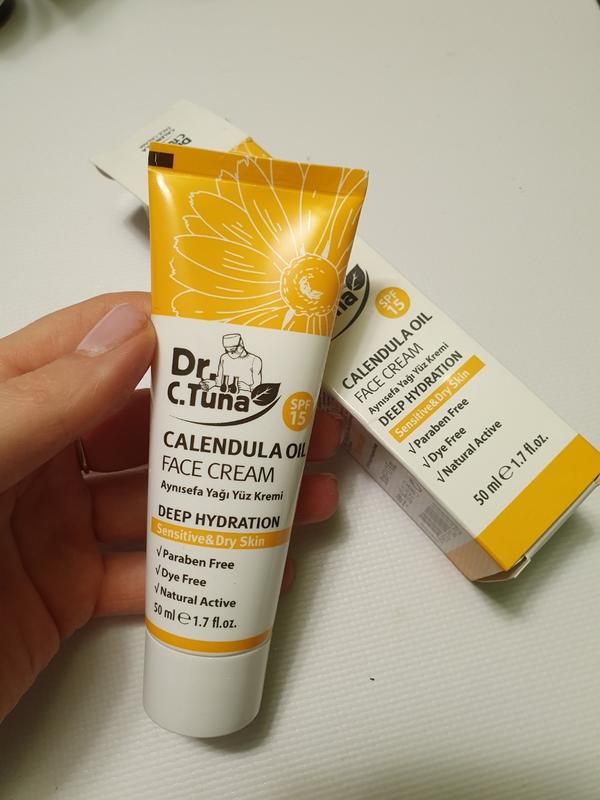 Dr.
C.Tuna
SPF
15
CALENDULA OIL
FACE CREAM
Aynısefa Yağı Yüz Kremi
DEEP HYDRATION
Sensitive&Dry Skin
√ Paraben Free
√ Dye Free
√ Natural Active
50 ml ℮ 1.7 fl.oz.
SPF
15
CALENDULA OIL
FACE CREAM
Aynısefa Yağı Yüz Kremi
DEEP HYDRATION
Sensitive&Dry Skin
√ Paraben Free
√ Dye Free
√ Natural Active
50 ml ℮ 1.7 fl.oz.